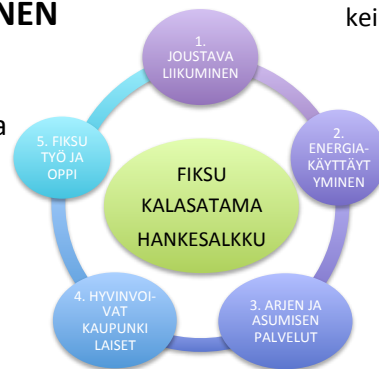 NEN
kei
a
1.
JOUSTAVA
LIIKUMINEN
2.
ENERGIA-
KÄYTTÄYT
YMINEN
3. ARJEN JA
ASUMISEN
PALVELUT
4. HYVINVOI-
VAT
KAUPUNKI
LAISET
5. FIKSU
TYÖ JA
OPPI
FIKSU
KALASATAMA
HANKESALKKU